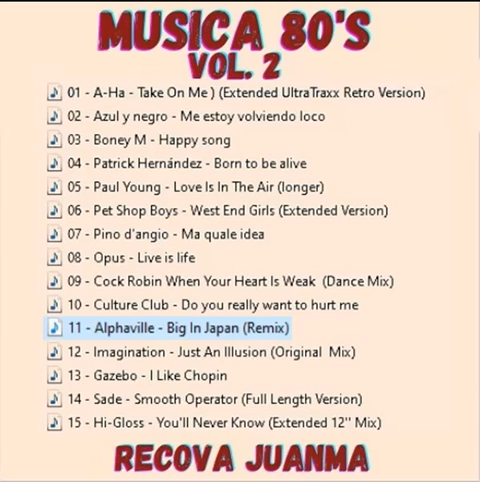 MUSICA 80'S
VOL. 2
01 - A-Ha - Take On Me ) (Extended UltraTraxx Retro Version)
02 - Azul y negro - Me estoy volviendo loco
03 - Boney M - Happy song
04 - Patrick Hernández - Born to be alive
05 - Paul Young - Love Is In The Air (longer)
06 - Pet Shop Boys - West End Girls (Extended Version)
07 - Pino d'angio - Ma quale idea
08 - Opus - Live is life
09 - Cock Robin When Your Heart Is Weak  (Dance Mix)
10 - Culture Club - Do you really want to hurt me
11 - Alphaville - Big In Japan (Remix)
12 - Imagination - Just An Illusion (Original  Mix)
13 - Gazebo - I Like Chopin
14 - Sade - Smooth Operator (Full Length Version)
15 - Hi-Gloss - You'll Never Know (Extended 12'' Mix)
RECOVA JUANMA